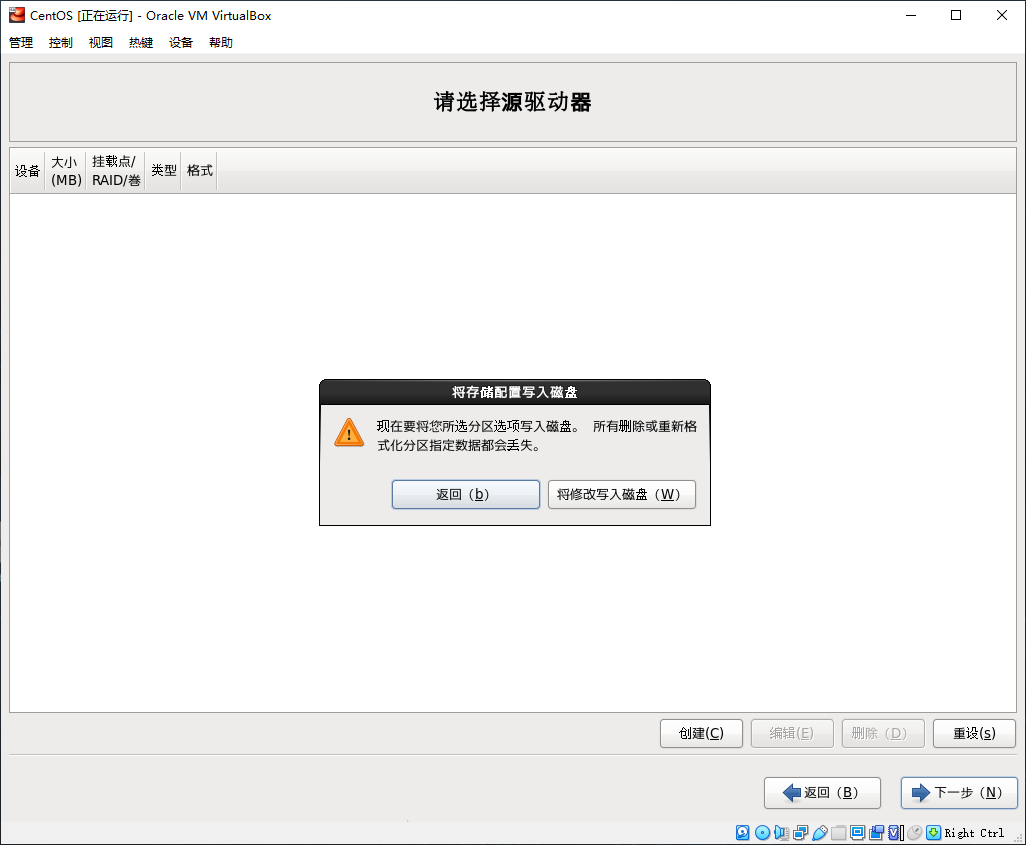 CentOS [正在运行] - Oracle VM VirtualBox
管理 控制 视图 热键 设备 帮助
请选择源驱动器
设备 大小 (MB) 挂载点/ RAID/卷 类型 格式
将存储配置写入磁盘
现在要将您所选分区选项写入磁盘。 所有删除或重新格
式化分区指定数据都会丢失。
返回（b） 将修改写入磁盘（W）
创建(C) 编辑(E) 删除（D） 重设(s)
返回（B） 下一步（N）
Right Ctrl